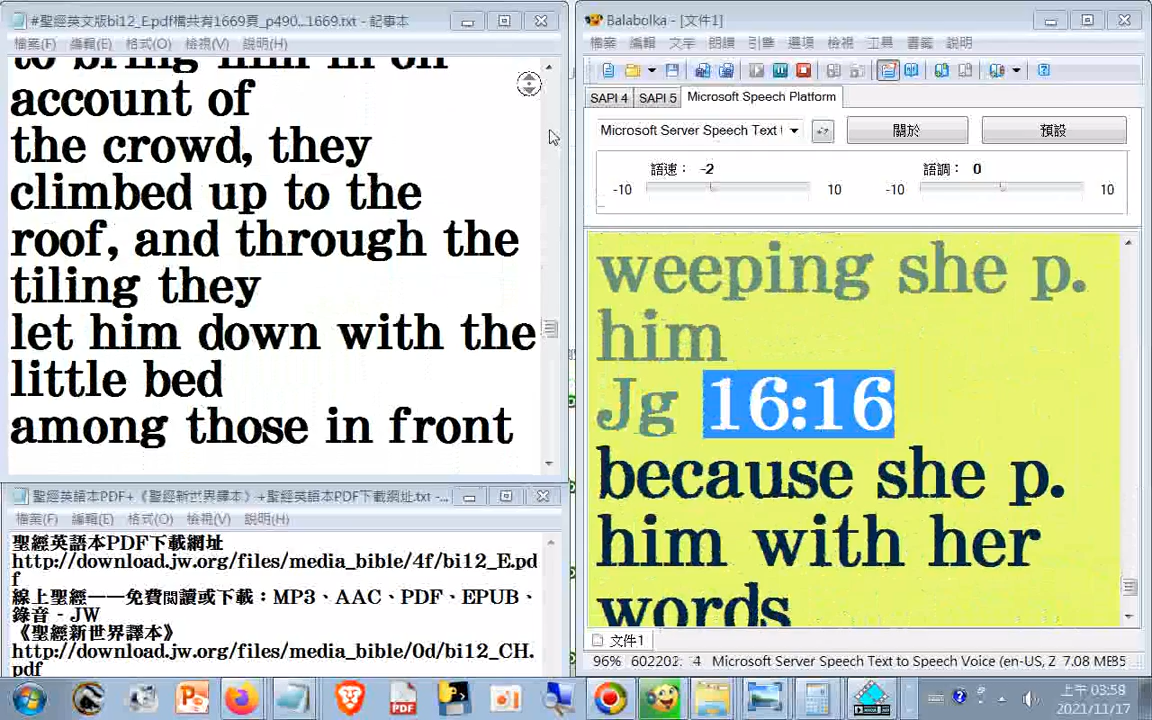 #聖經英文版bi12_E.pdf檔共有1669頁_p490...1669.txt - 記事本
檔案(F) 編輯(E) 格式(O) 檢視(V) 說明(H)
to bring him in on
account of
the crowd, they
climbed up to the
roof, and through the
tiling they
let him down with the
little bed
among those in front
聖經英語本PDF+《聖經新世界譯本》+聖經英語本PDF下載網址.txt - ...
檔案(F) 編輯(E) 格式(O) 檢視(V) 說明(H)
聖經英語本PDF下載網址
http://download.jw.org/files/media_bible/4f/bi12_E.pd
f
線上聖經——免費閱讀或下載：MP3、AAC、PDF、EPUB、
錄音 - JW
《聖經新世界譯本》
http://download.jw.org/files/media_bible/0d/bi12_CH.
pdf
Balabolka - [文件1]
檔案 編輯 文字 朗讀 引擎 選項 檢視 工具 書籤 說明
SAPI 4 SAPI 5 Microsoft Speech Platform
Microsoft Server Speech Text
關於 預設
語速： -2 語調： 0
-10 10 -10 10
weeping she p.
him
Jg 16:16
because she p.
him with her
words
文件1
96% 602202: 4 Microsoft Server Speech Text to Speech Voice (en-US, Z 7.08 MB
上午 03:58
2021/11/17